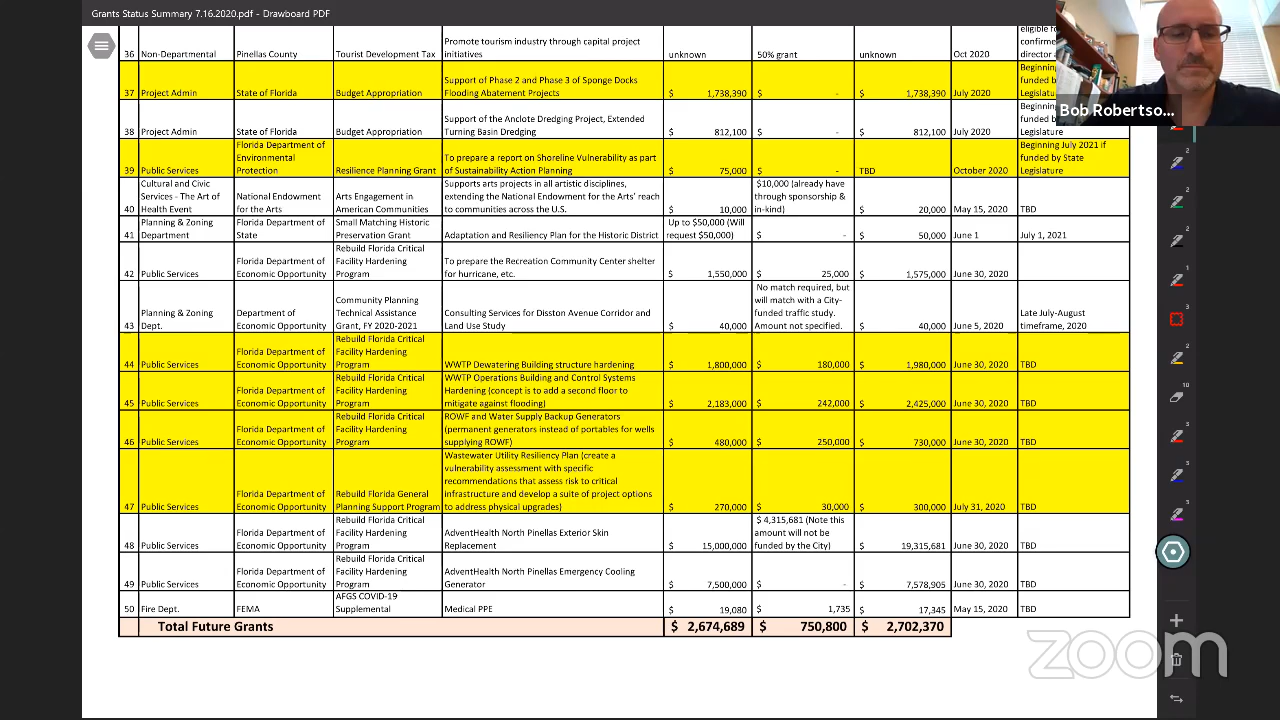 Grants Status Summary 7.16.2020.pdf - Drawboard PDF
36 Non-Departmental Pinellas County Tourist Development Tax Promote tourism industry through capital project initiatives unknown 50% grant unknown Oct 2020 eligible fo confirme director a
37 Project Admin State of Florida Budget Appropriation Support of Phase 2 and Phase 3 of Sponge Docks Flooding Abatement Projects $ 1,738,390 $ - $ 1,738,390 July 2020 Beginning funded b Legislatu
38 Project Admin State of Florida Budget Appropriation Support of the Anclote Dredging Project, Extended Turning Basin Dredging $ 812,100 $ - $ 812,100 July 2020 Beginning funded b Legislature
39 Public Services Florida Department of Environmental Protection Resilience Planning Grant To prepare a report on Shoreline Vulnerability as part of Sustainability Action Planning $ 75,000 $ - TBD October 2020 Beginning July 2021 if funded by State Legislature
40 Cultural and Civic Services - The Art of Health Event National Endowment for the Arts Arts Engagement in American Communities Supports arts projects in all artistic disciplines, extending the National Endowment for the Arts' reach to communities across the U.S. $ 10,000 $10,000 (already have through sponsorship & in-kind) $ 20,000 May 15, 2020 TBD
41 Planning & Zoning Department Florida Department of State Small Matching Historic Preservation Grant Adaptation and Resiliency Plan for the Historic District Up to $50,000 (Will request $50,000) $ - $ 50,000 June 1 July 1, 2021
42 Public Services Florida Department of Economic Opportunity Rebuild Florida Critical Facility Hardening Program To prepare the Recreation Community Center shelter for hurricane, etc. $ 1,550,000 $ 25,000 $ 1,575,000 June 30, 2020
43 Planning & Zoning Dept. Department of Economic Opportunity Community Planning Technical Assistance Grant, FY 2020-2021 Consulting Services for Disston Avenue Corridor and Land Use Study $ 40,000 No match required, but will match with a City-funded traffic study. Amount not specified. $ 40,000 June 5, 2020 Late July-August timeframe, 2020
44 Public Services Florida Department of Economic Opportunity Rebuild Florida Critical Facility Hardening Program WWTP Dewatering Building structure hardening $ 1,800,000 $ 180,000 $ 1,980,000 June 30, 2020 TBD
45 Public Services Florida Department of Economic Opportunity Rebuild Florida Critical Facility Hardening Program WWTP Operations Building and Control Systems Hardening (concept is to add a second floor to mitigate against flooding) $ 2,183,000 $ 242,000 $ 2,425,000 June 30, 2020 TBD
46 Public Services Florida Department of Economic Opportunity Rebuild Florida Critical Facility Hardening Program ROWF and Water Supply Backup Generators (permanent generators instead of portables for wells supplying ROWF) $ 480,000 $ 250,000 $ 730,000 June 30, 2020 TBD
47 Public Services Florida Department of Economic Opportunity Rebuild Florida General Planning Support Program Wastewater Utility Resiliency Plan (create a vulnerability assessment with specific recommendations that assess risk to critical infrastructure and develop a suite of project options to address physical upgrades) $ 270,000 $ 30,000 $ 300,000 July 31, 2020 TBD
48 Public Services Florida Department of Economic Opportunity Rebuild Florida Critical Facility Hardening Program AdventHealth North Pinellas Exterior Skin Replacement $ 15,000,000 $ 4,315,681 (Note this amount will not be funded by the City) $ 19,315,681 June 30, 2020 TBD
49 Public Services Florida Department of Economic Opportunity Rebuild Florida Critical Facility Hardening Program AdventHealth North Pinellas Emergency Cooling Generator $ 7,500,000 $ - $ 7,578,905 June 30, 2020 TBD
50 Fire Dept. FEMA AFGS COVID-19 Supplemental Medical PPE $ 19,080 $ 1,735 $ 17,345 May 15, 2020 TBD
Total Future Grants $ 2,674,689 $ 750,800 $ 2,702,370
Bob Robertso...
zoom